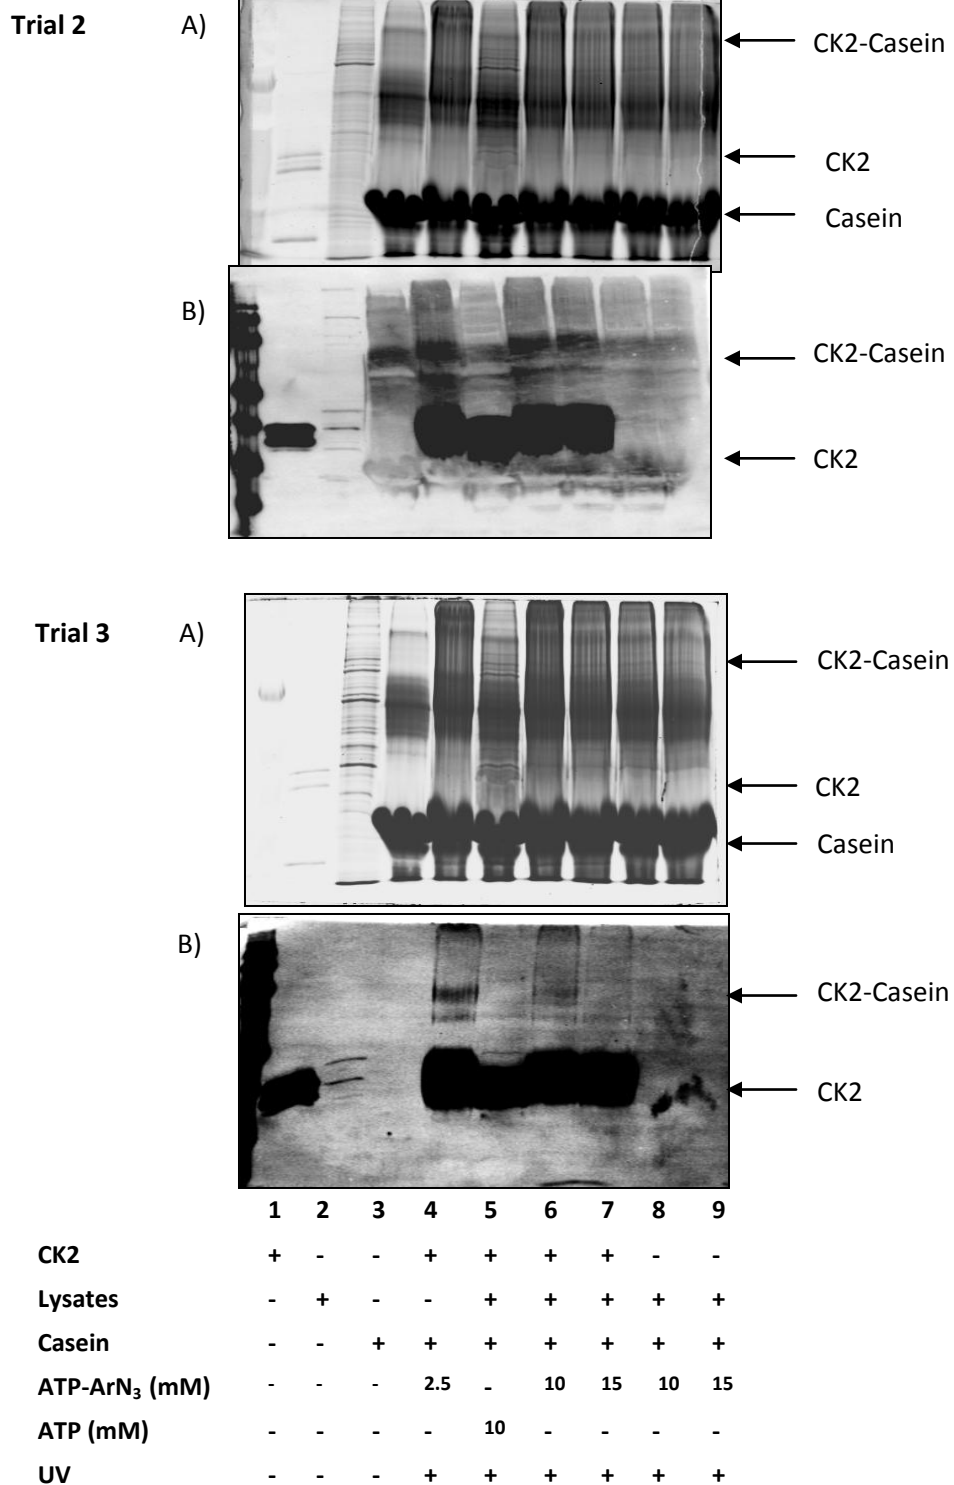 Trial 2 A)
CK2-Casein
CK2
Casein
B)
CK2-Casein
CK2
Trial 3 A)
CK2-Casein
CK2
Casein
B)
CK2-Casein
CK2
1 2 3 4 5 6 7 8 9
CK2 + - - + + + + - -
Lysates - + - - + + + + +
Casein - - + + + + + + +
ATP-ArN₃ (mM) - - - 2.5 - 10 15 10 15
ATP (mM) - - - - 10 - - - -
UV - - - + + + + + +